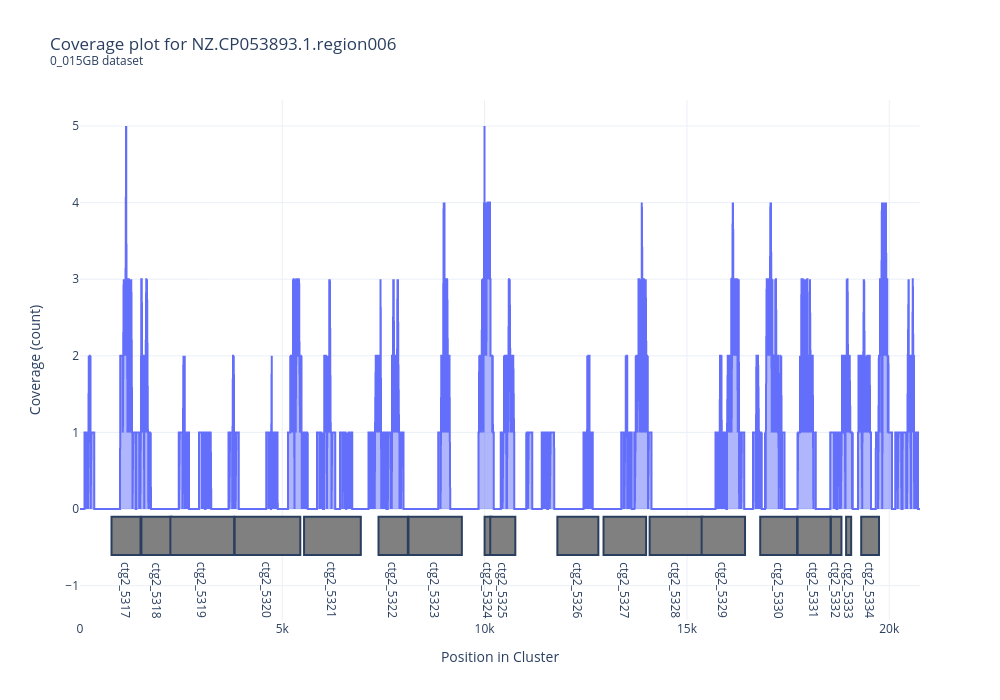 Coverage plot for NZ.CP053893.1.region006
0_015GB dataset
Coverage (count)
5
4
3
2
1
0
−1
ctg2_5317
ctg2_5318
ctg2_5319
ctg2_5320
ctg2_5321
ctg2_5322
ctg2_5323
ctg2_5324
ctg2_5325
ctg2_5326
ctg2_5327
ctg2_5328
ctg2_5329
ctg2_5330
ctg2_5331
ctg2_5332
ctg2_5333
ctg2_5334
0
5k
10k
15k
20k
Position in Cluster